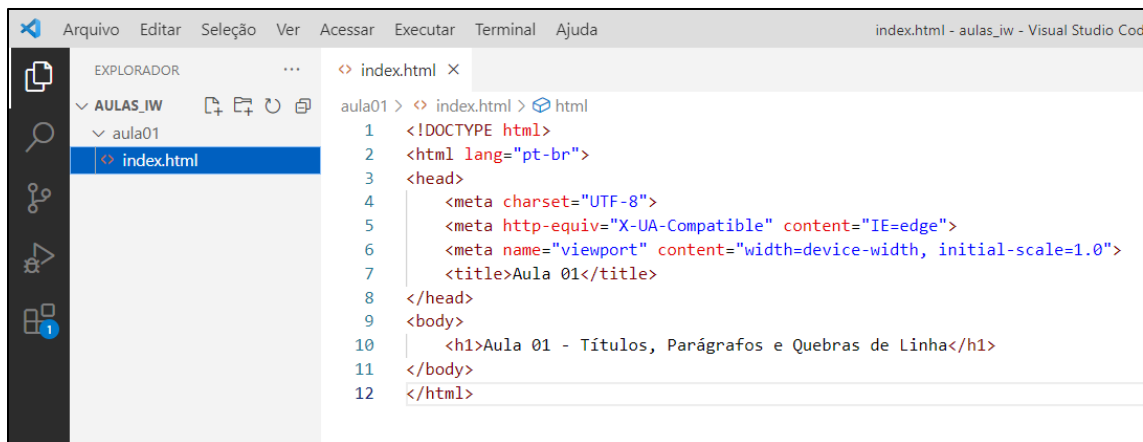 Arquivo Editar Seleção Ver Acessar Executar Terminal Ajuda index.html - aulas_iw - Visual Studio Cod
EXPLORADOR ...
AULAS_IW
aula01
<> index.html
1
<> index.html ×
aula01 > <> index.html > html
1 <!DOCTYPE html>
2 <html lang="pt-br">
3 <head>
4 <meta charset="UTF-8">
5 <meta http-equiv="X-UA-Compatible" content="IE=edge">
6 <meta name="viewport" content="width=device-width, initial-scale=1.0">
7 <title>Aula 01</title>
8 </head>
9 <body>
10 <h1>Aula 01 - Títulos, Parágrafos e Quebras de Linha</h1>
11 </body>
12 </html>